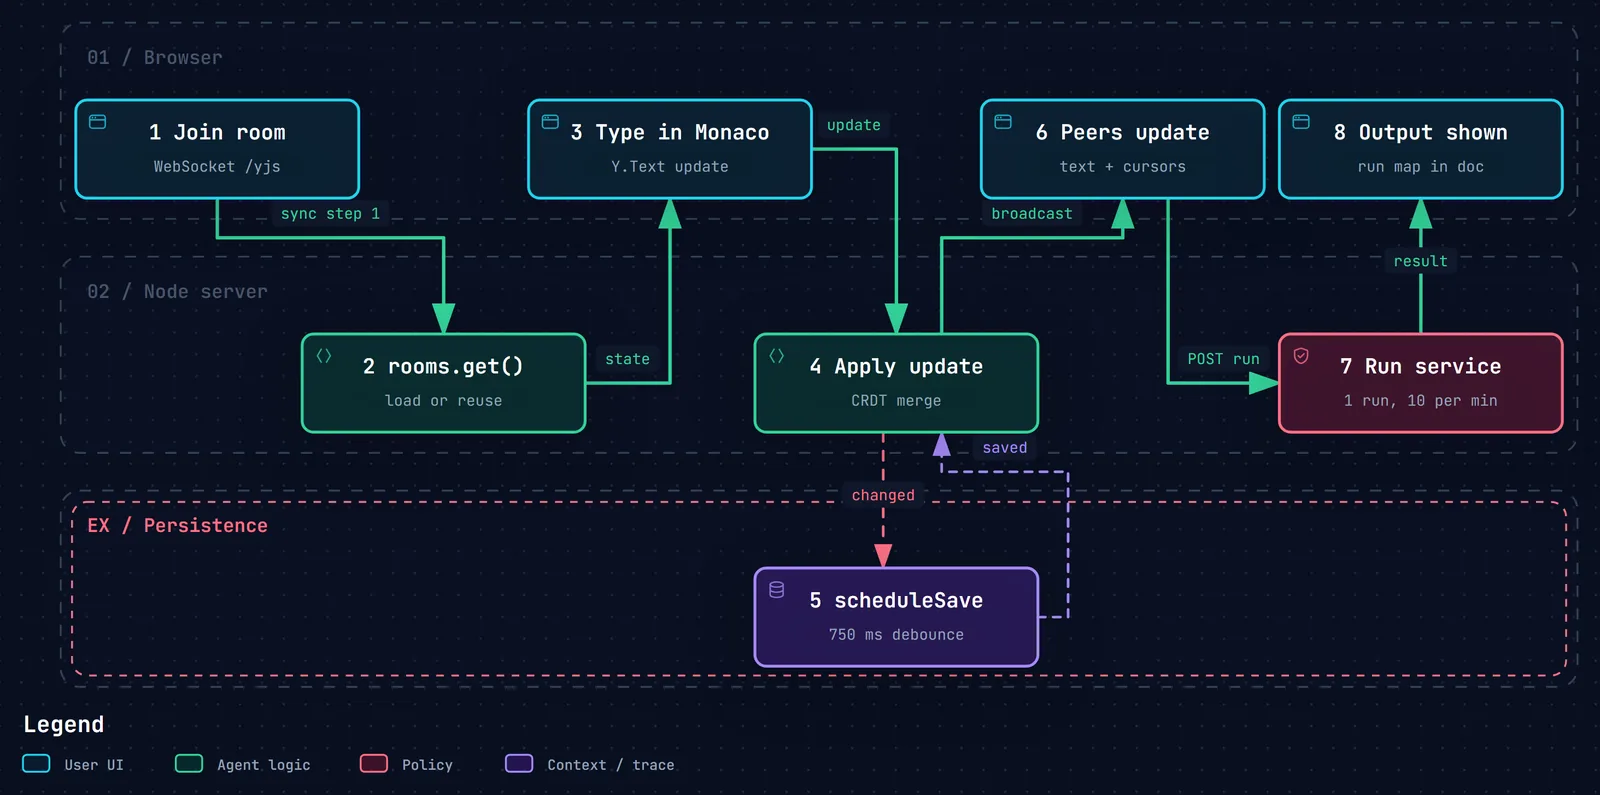 01 / Browser
1 Join room
WebSocket /yjs
3 Type in Monaco
Y.Text update
update
6 Peers update
text + cursors
8 Output shown
run map in doc
sync step 1
broadcast
result
02 / Node server
2 rooms.get()
load or reuse
state
4 Apply update
CRDT merge
POST run
7 Run service
1 run, 10 per min
saved
changed
EX / Persistence
5 scheduleSave
750 ms debounce
Legend
User UI
Agent logic
Policy
Context / trace